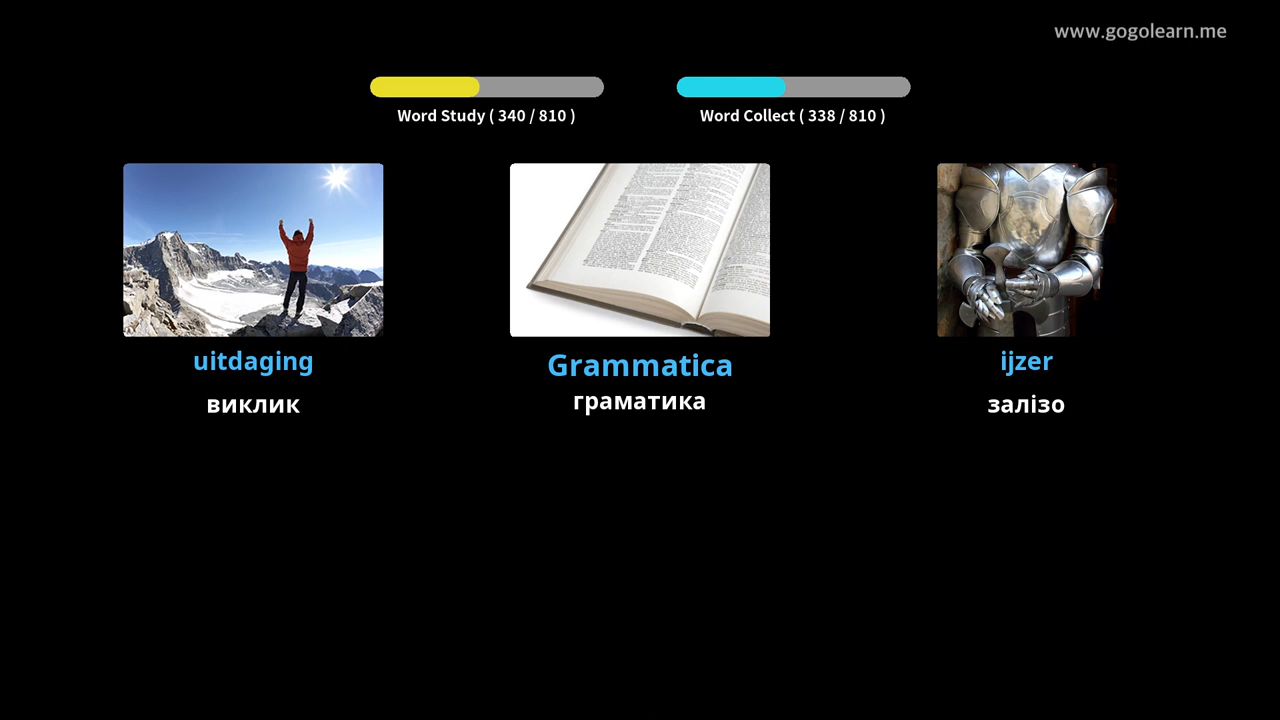 www.gogolearn.me
Word Study ( 340 / 810 )
Word Collect ( 338 / 810 )
uitdaging
Grammatica
ijzer
виклик
граматика
залізо